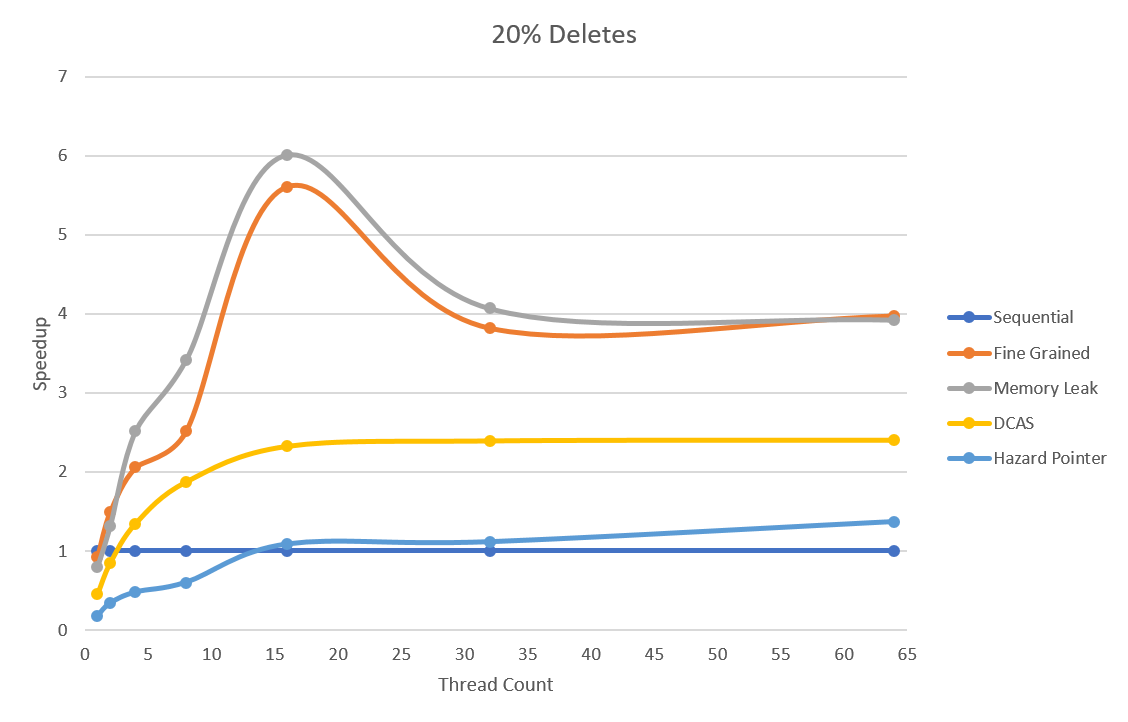 20% Deletes
7
6
5
4
3
2
1
0
Speedup
0 5 10 15 20 25 30 35 40 45 50 55 60 65
Thread Count
Sequential
Fine Grained
Memory Leak
DCAS
Hazard Pointer